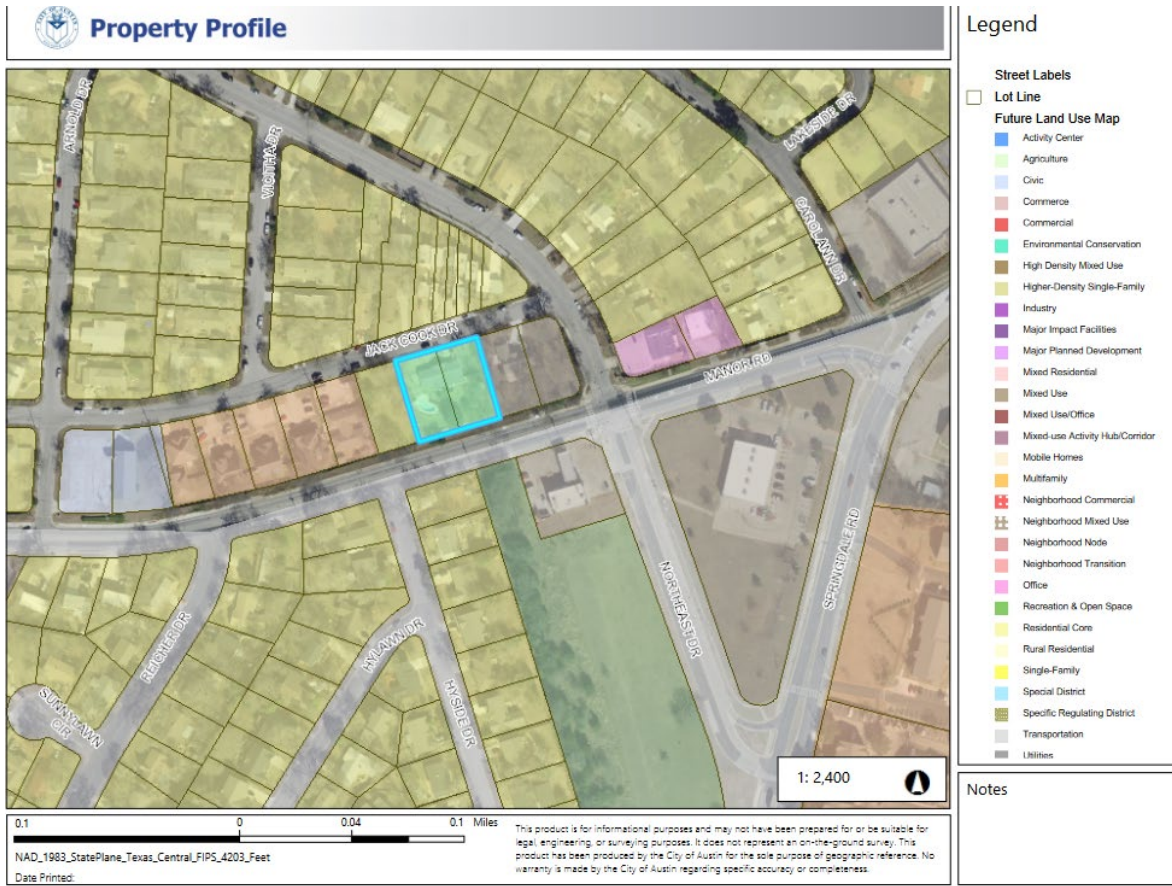 Property Profile
Legend
Street Labels
Lot Line
Future Land Use Map
Activity Center
Agriculture
Civic
Commerce
Commercial
Environmental Conservation
High Density Mixed Use
Higher-Density Single-Family
Industry
Major Impact Facilities
Major Planned Development
Mixed Residential
Mixed Use
Mixed Use/Office
Mixed-use Activity Hub/Corridor
Mobile Homes
Multifamily
Neighborhood Commercial
Neighborhood Mixed Use
Neighborhood Node
Neighborhood Transition
Office
Recreation & Open Space
Residential Core
Rural Residential
Single-Family
Special District
Specific Regulating District
Transportation
Utilities
ARNOLD DR
VICITHA DR
LAKESIDE DR
CAROL ANN DR
JACK COOK DR
MANOR RD
NORTHEAST DR
SPRINGDALE RD
REICHER DR
HYLAWN DR
HYSIDE DR
SUNNYLAWN
CIR
1: 2,400
Notes
0.1 0 0.04 0.1 Miles
NAD_1983_StatePlane_Texas_Central_FIPS_4203_Feet
Date Printed:
This product is for informational purposes and may not have been prepared for or be suitable for
legal, engineering, or surveying purposes. It does not represent an on-the-ground survey. This
product has been produced by the City of Austin for the sole purpose of geographic reference. No
warranty is made by the City of Austin regarding specific accuracy or completeness.